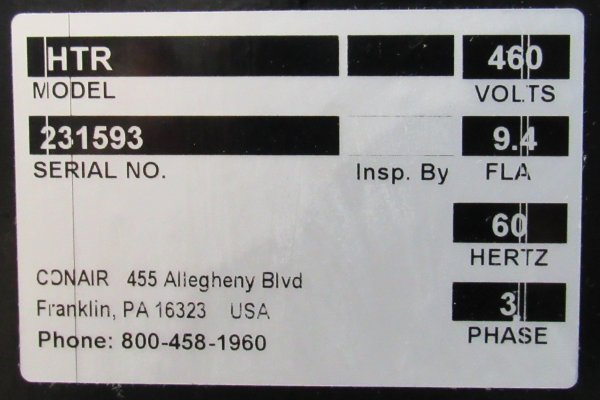 HTR 460
MODEL VOLTS
231593 9.4
SERIAL NO. Insp. By FLA
60
HERTZ
CONAIR 455 Allegheny Blvd
Franklin, PA 16323 USA
3
Phone: 800-458-1960 PHASE